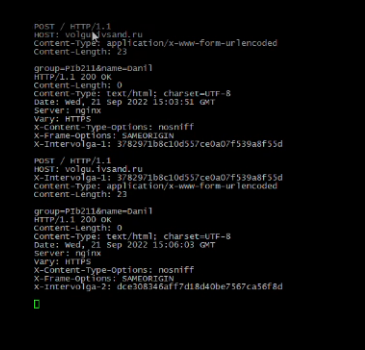 POST / HTTP/1.1
HOST: volgu.ivsand.ru
Content-Type: application/x-www-form-urlencoded
Content-Length: 23
group=PIb211&name=Danil
HTTP/1.1 200 OK
Content-Length: 0
Content-Type: text/html; charset=UTF-8
Date: Wed, 21 Sep 2022 15:03:51 GMT
Server: nginx
Vary: HTTPS
X-Content-Type-Options: nosniff
X-Frame-Options: SAMEORIGIN
X-Intervolga-1: 3782971b8c10d557ce0a07f539a8f55d
POST / HTTP/1.1
HOST: volgu.ivsand.ru
X-Intervolga-1: 3782971b8c10d557ce0a07f539a8f55d
Content-Type: application/x-www-form-urlencoded
Content-Length: 23
group=PIb211&name=Danil
HTTP/1.1 200 OK
Content-Length: 0
Content-Type: text/html; charset=UTF-8
Date: Wed, 21 Sep 2022 15:06:03 GMT
Server: nginx
Vary: HTTPS
X-Content-Type-Options: nosniff
X-Frame-Options: SAMEORIGIN
X-Intervolga-2: dce308346aff7d18d40be7567ca56f8d